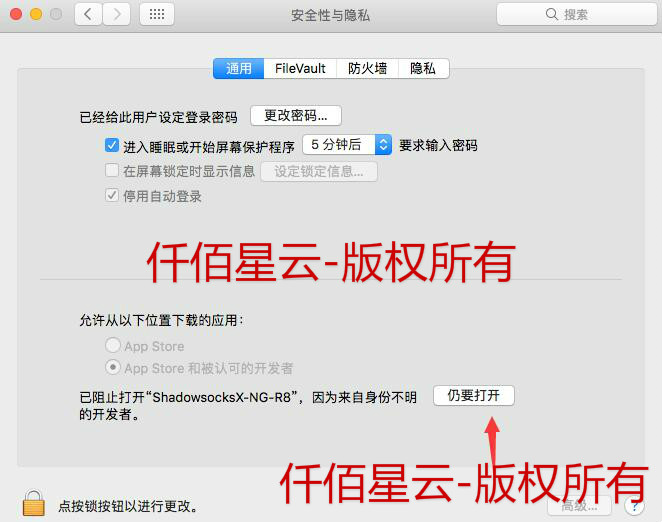 安全性与隐私
搜索
通用 FileVault 防火墙 隐私
已经给此用户设定登录密码 更改密码...
进入睡眠或开始屏幕保护程序 5 分钟后 要求输入密码
在屏幕锁定时显示信息 设定锁定信息...
停用自动登录
仟佰星云-版权所有
允许从以下位置下载的应用：
App Store
App Store 和被认可的开发者
已阻止打开“ShadowsocksX-NG-R8”，因为来自身份不明 仍要打开
的开发者。
仟佰星云-版权所有
点按锁按钮以进行更改。 高级... ?